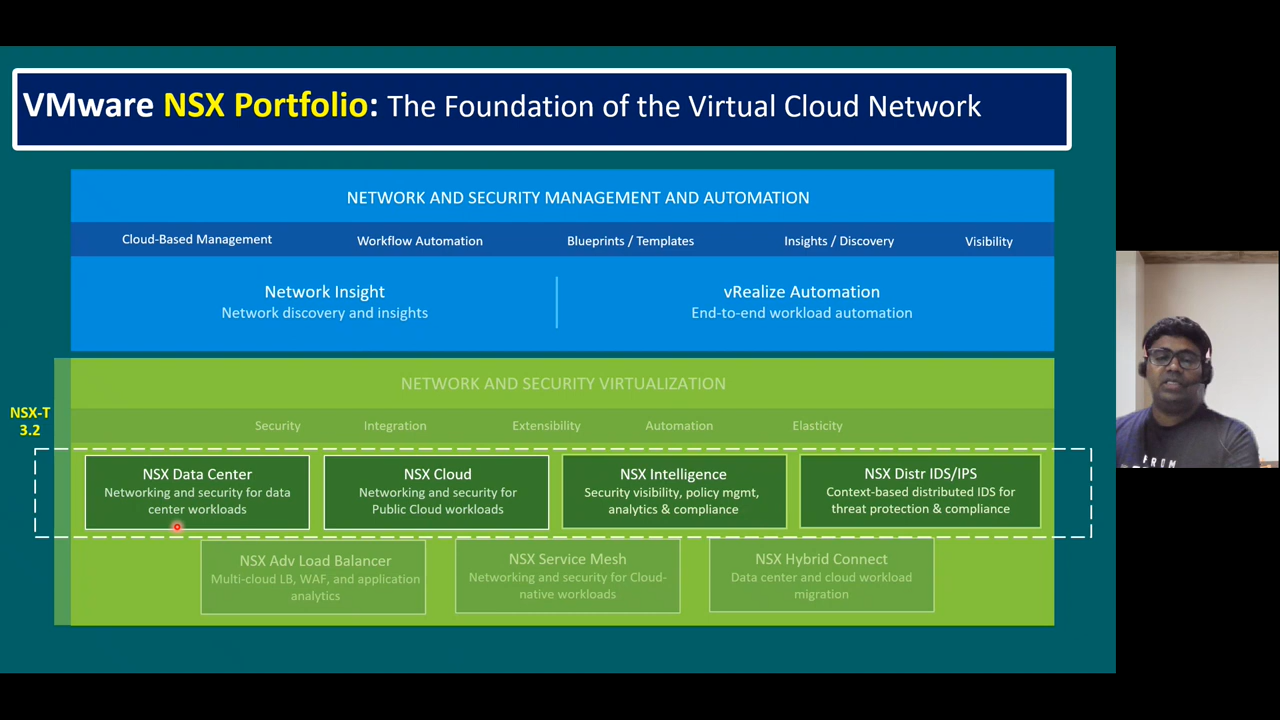 VMware NSX Portfolio: The Foundation of the Virtual Cloud Network
NETWORK AND SECURITY MANAGEMENT AND AUTOMATION
Cloud-Based Management
Workflow Automation
Blueprints / Templates
Insights / Discovery
Visibility
Network Insight
Network discovery and insights
vRealize Automation
End-to-end workload automation
NETWORK AND SECURITY VIRTUALIZATION
NSX-T
3.2
Security
Integration
Extensibility
Automation
Elasticity
NSX Data Center
Networking and security for data
center workloads
NSX Cloud
Networking and security for
Public Cloud workloads
NSX Intelligence
Security visibility, policy mgmt,
analytics & compliance
NSX Distr IDS/IPS
Context-based distributed IDS for
threat protection & compliance
NSX Adv Load Balancer
Multi-cloud LB, WAF, and application
analytics
NSX Service Mesh
Networking and security for Cloud-
native workloads
NSX Hybrid Connect
Data center and cloud workload
migration
FROM